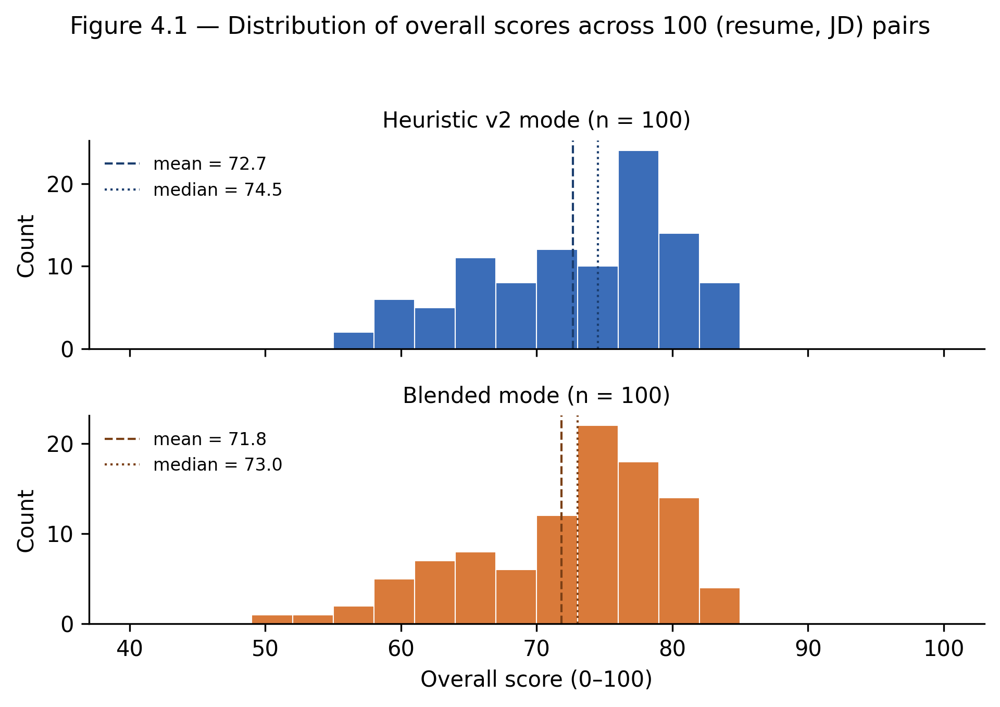 Figure 4.1 — Distribution of overall scores across 100 (resume, JD) pairs
Heuristic v2 mode (n = 100)
mean = 72.7
median = 74.5
Count
20
10
0
Blended mode (n = 100)
mean = 71.8
median = 73.0
Count
20
10
0
40 50 60 70 80 90 100
Overall score (0–100)